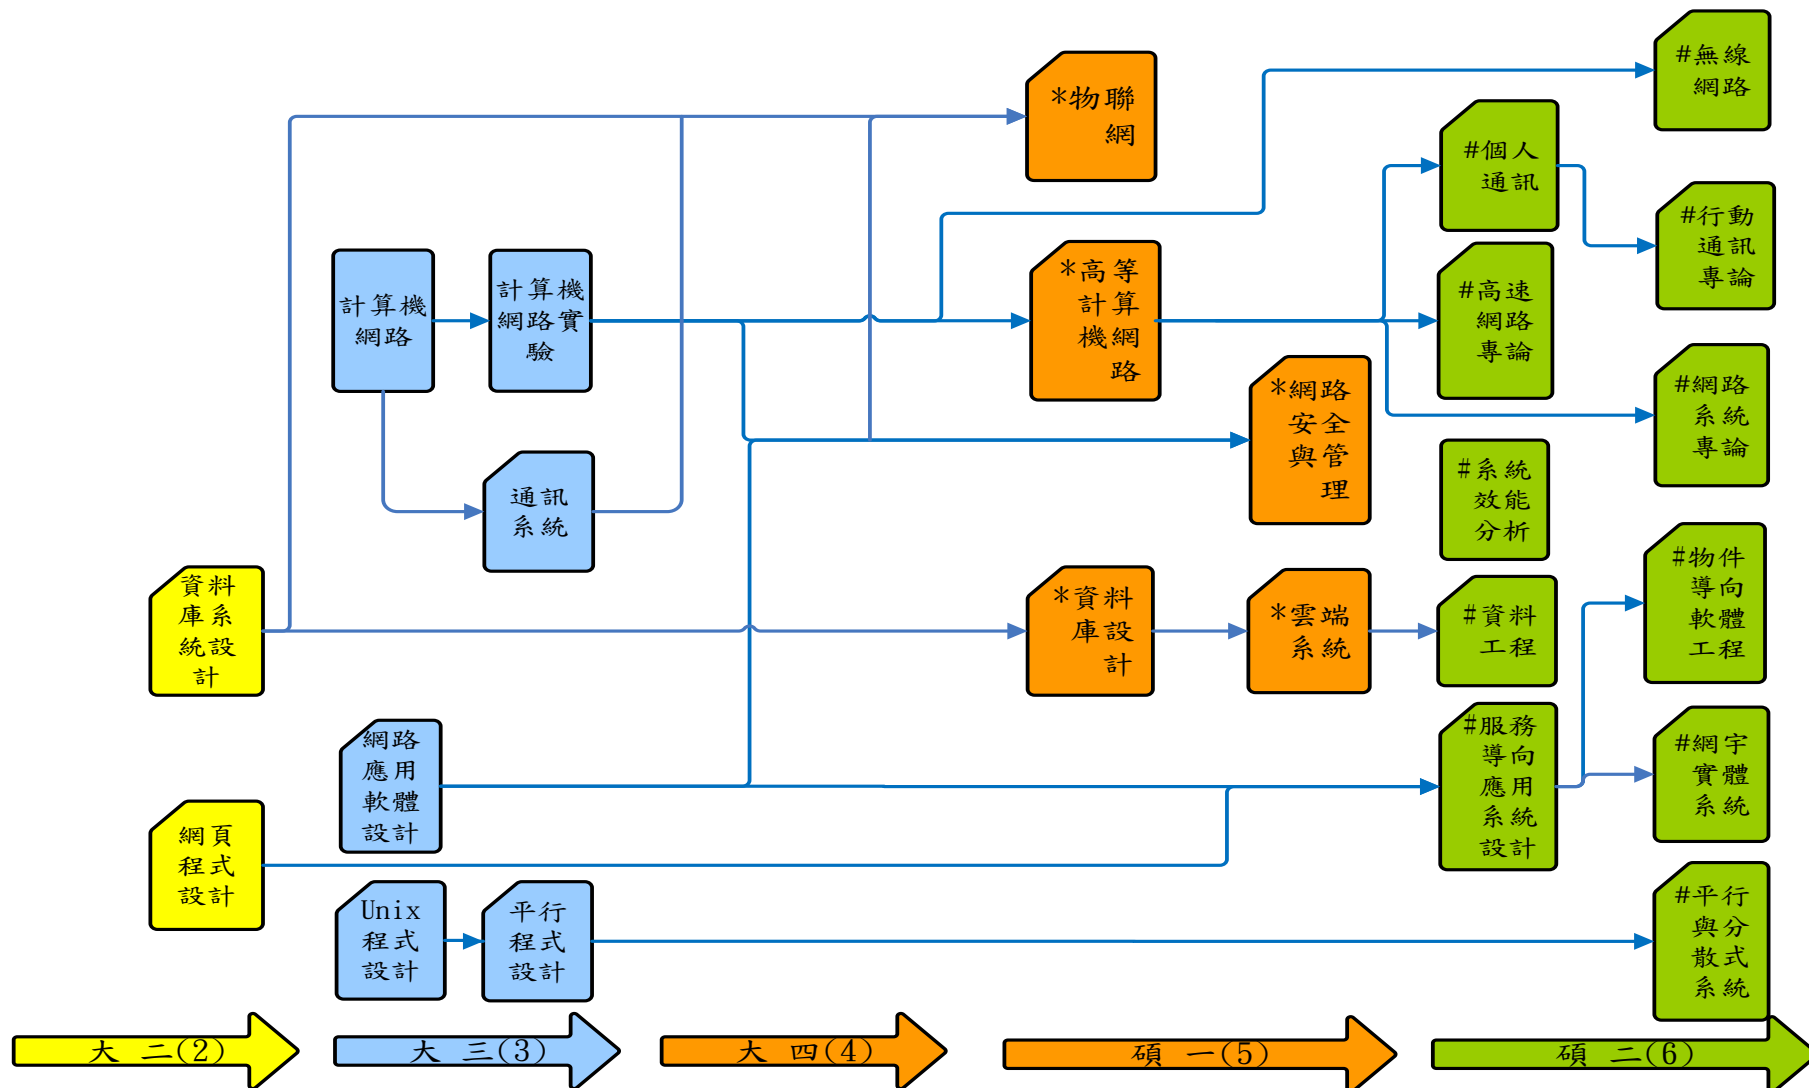 #無線
網路
*物聯
網
#個人
通訊
#行動
通訊
專論
計算機
網路
計算機
網路實
驗
*高等
計算
機網
路
#高速
網路
專論
*網路
安全
與管
理
#網路
系統
專論
通訊
系統
#系統
效能
分析
資料
庫系
統設
計
*資料
庫設
計
*雲端
系統
#資料
工程
#物件
導向
軟體
工程
網路
應用
軟體
設計
#服務
導向
應用
系統
設計
#網宇
實體
系統
網頁
程式
設計
Unix
程式
設計
平行
程式
設計
#平行
與分
散式
系統
大 二(2)
大 三(3)
大 四(4)
碩 一(5)
碩 二(6)